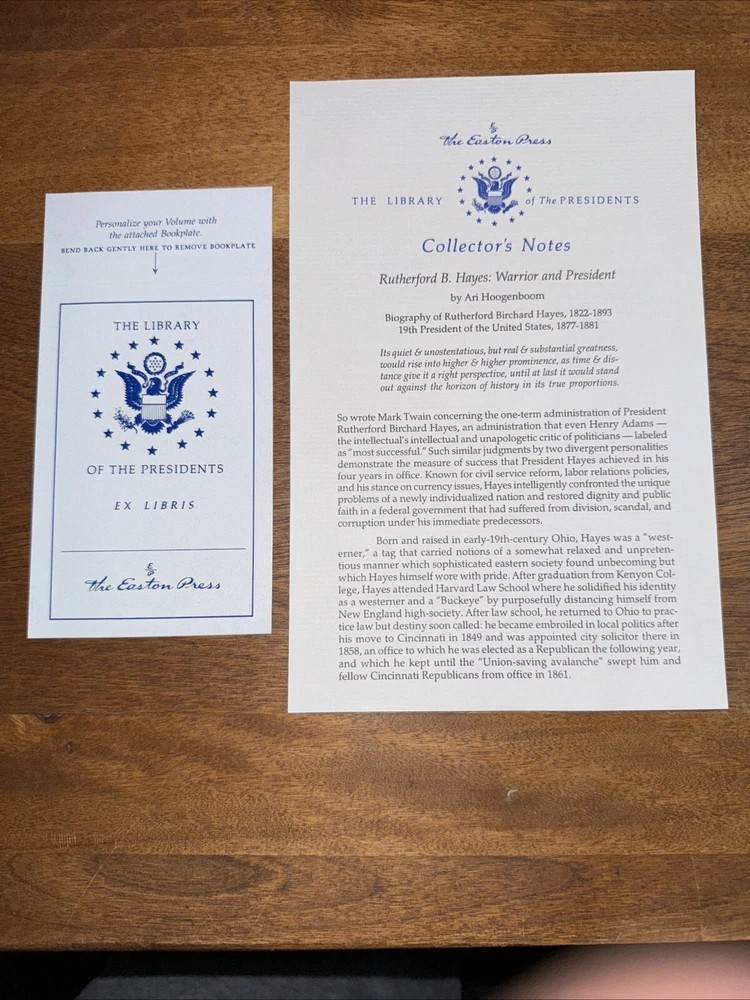 Personalize your Volume with
the attached Bookplate.
BEND BACK GENTLY HERE TO REMOVE BOOKPLATE
THE LIBRARY
OF THE PRESIDENTS
EX LIBRIS
The Easton Press
The Easton Press
THE LIBRARY of The PRESIDENTS
Collector's Notes
Rutherford B. Hayes: Warrior and President
by Ari Hoogenboom
Biography of Rutherford Birchard Hayes, 1822-1893
19th President of the United States, 1877-1881
Its quiet & unostentatious, but real & substantial greatness,
would rise into higher & higher prominence, as time & dis-
tance give it a right perspective, until at last it would stand
out against the horizon of history in its true proportions.
So wrote Mark Twain concerning the one-term administration of President
Rutherford Birchard Hayes, an administration that even Henry Adams —
the intellectual's intellectual and unapologetic critic of politicians — labeled
as "most successful." Such similar judgments by two divergent personalities
demonstrate the measure of success that President Hayes achieved in his
four years in office. Known for civil service reform, labor relations policies,
and his stance on currency issues, Hayes intelligently confronted the unique
problems of a newly individualized nation and restored dignity and public
faith in a federal government that had suffered from division, scandal, and
corruption under his immediate predecessors.
Born and raised in early-19th-century Ohio, Hayes was a "west-
erner," a tag that carried notions of a somewhat relaxed and unpreten-
tious manner which sophisticated eastern society found unbecoming but
which Hayes himself wore with pride. After graduation from Kenyon Col-
lege, Hayes attended Harvard Law School where he solidified his identity
as a westerner and a "Buckeye" by purposefully distancing himself from
New England high-society. After law school, he returned to Ohio to prac-
tice law but destiny soon called: he became embroiled in local politics after
his move to Cincinnati in 1849 and was appointed city solicitor there in
1858, an office to which he was elected as a Republican the following year,
and which he kept until the "Union-saving avalanche" swept him and
fellow Cincinnati Republicans from office in 1861.